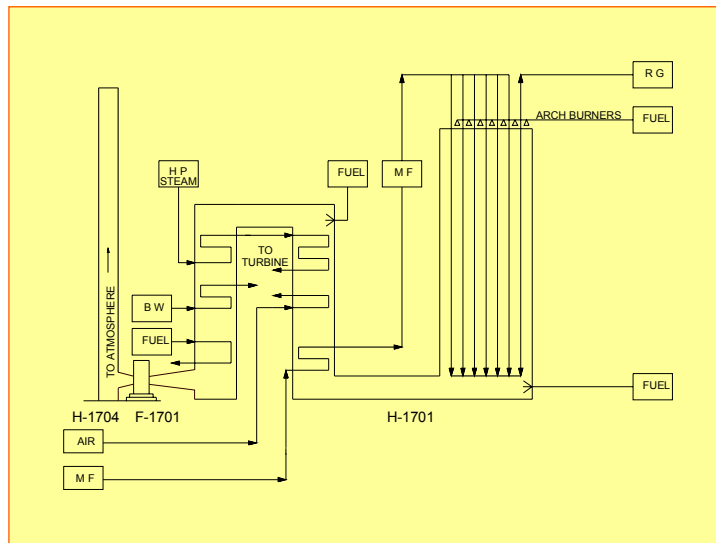 R G
ARCH BURNERS
FUEL
H P
STEAM
FUEL
M F
TO
TURBINE
TO ATMOSPHERE
B W
FUEL
FUEL
H-1704
F-1701
H-1701
AIR
M F